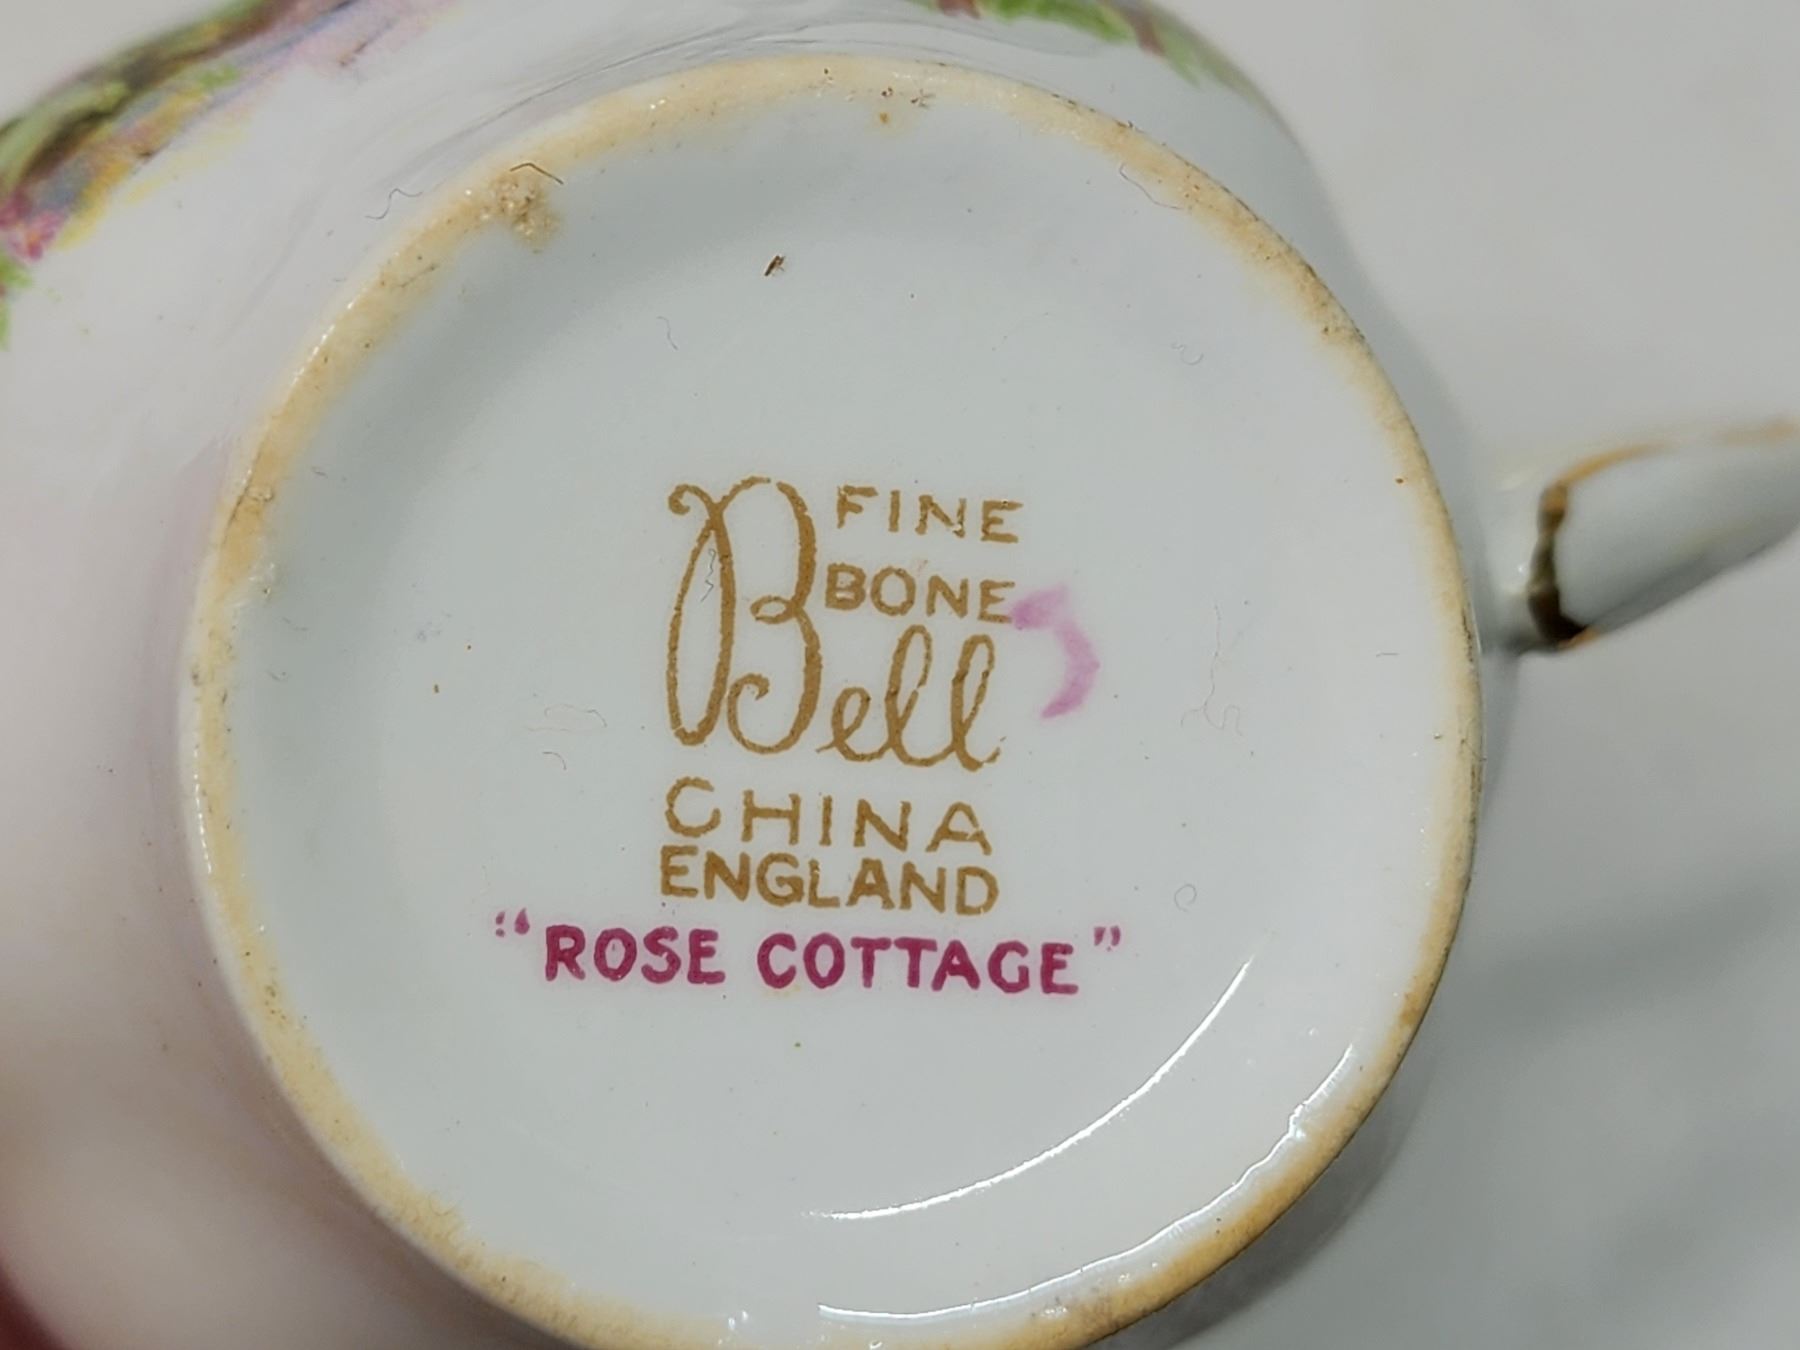 FINE
BONE
Bell
CHINA
ENGLAND
"ROSE COTTAGE"